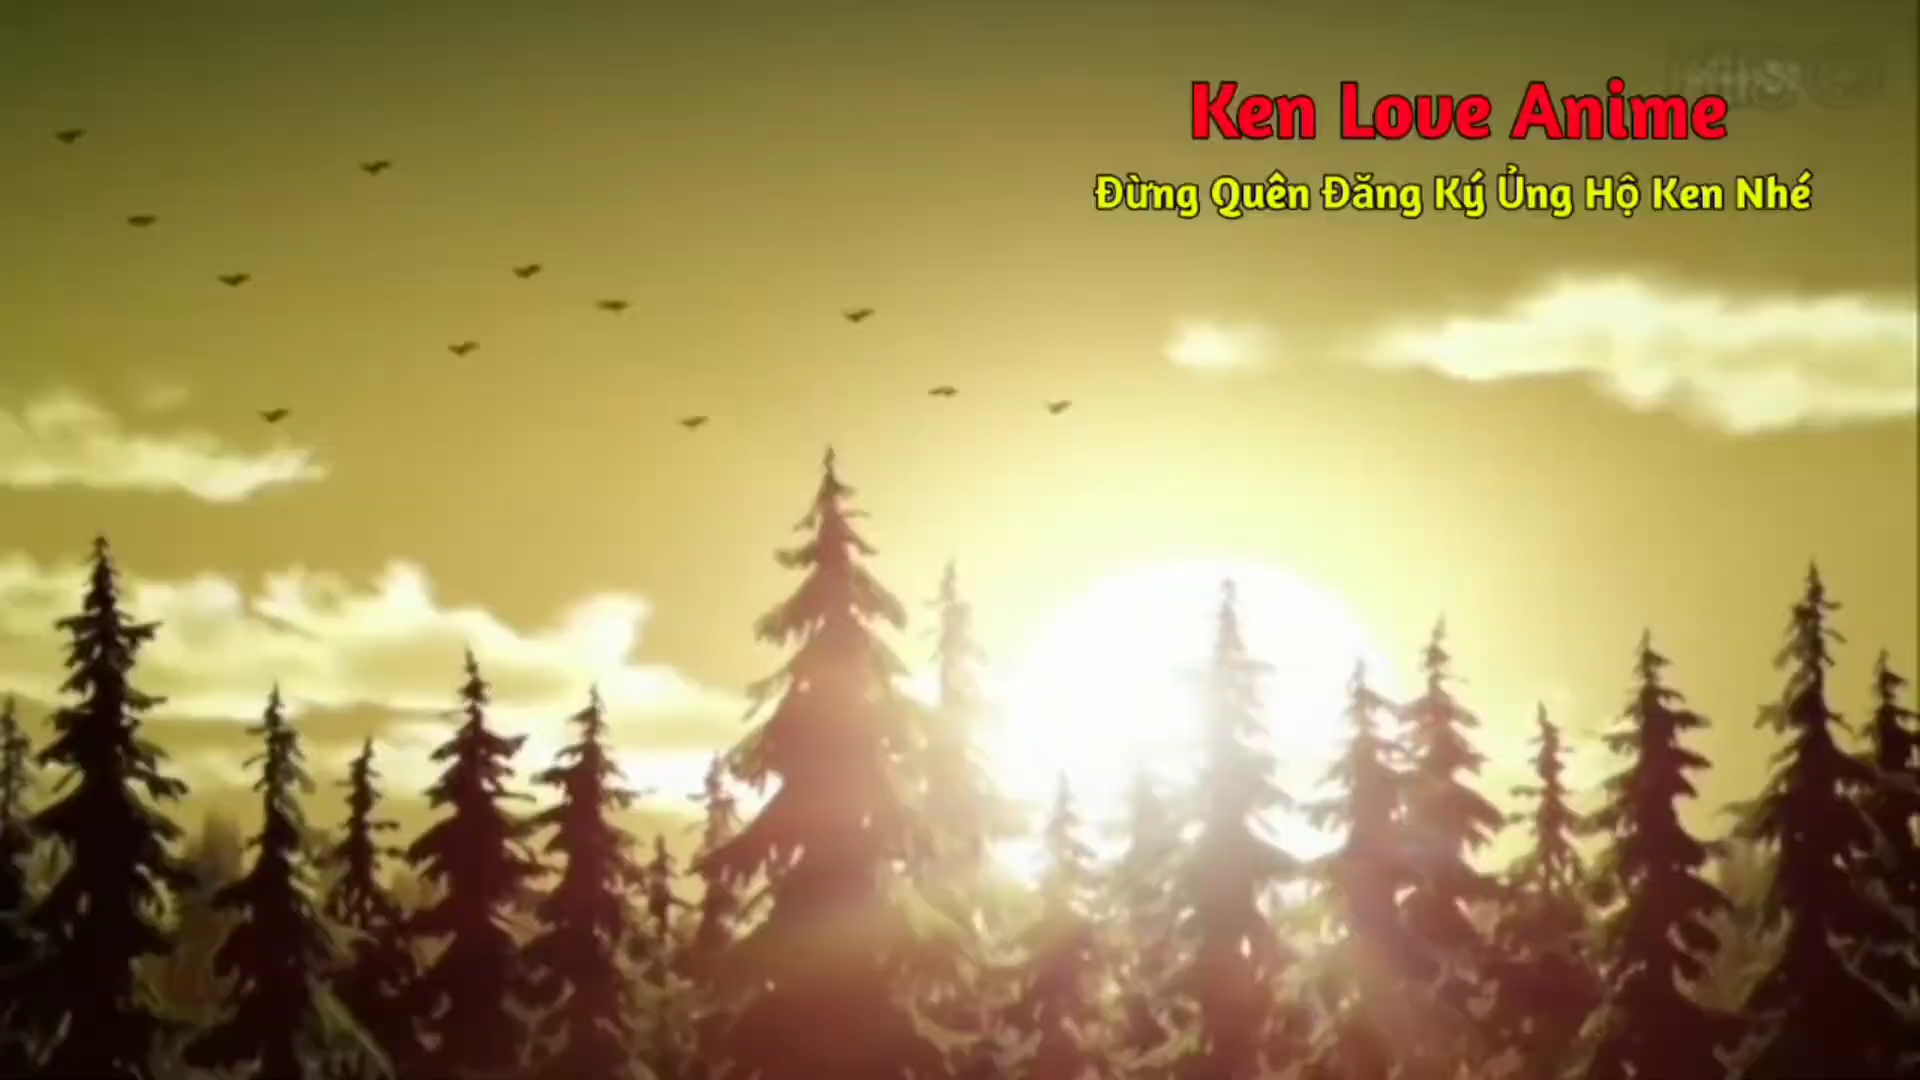 Ken Love Anime
Đừng Quên Đăng Ký Ủng Hộ Ken Nhé